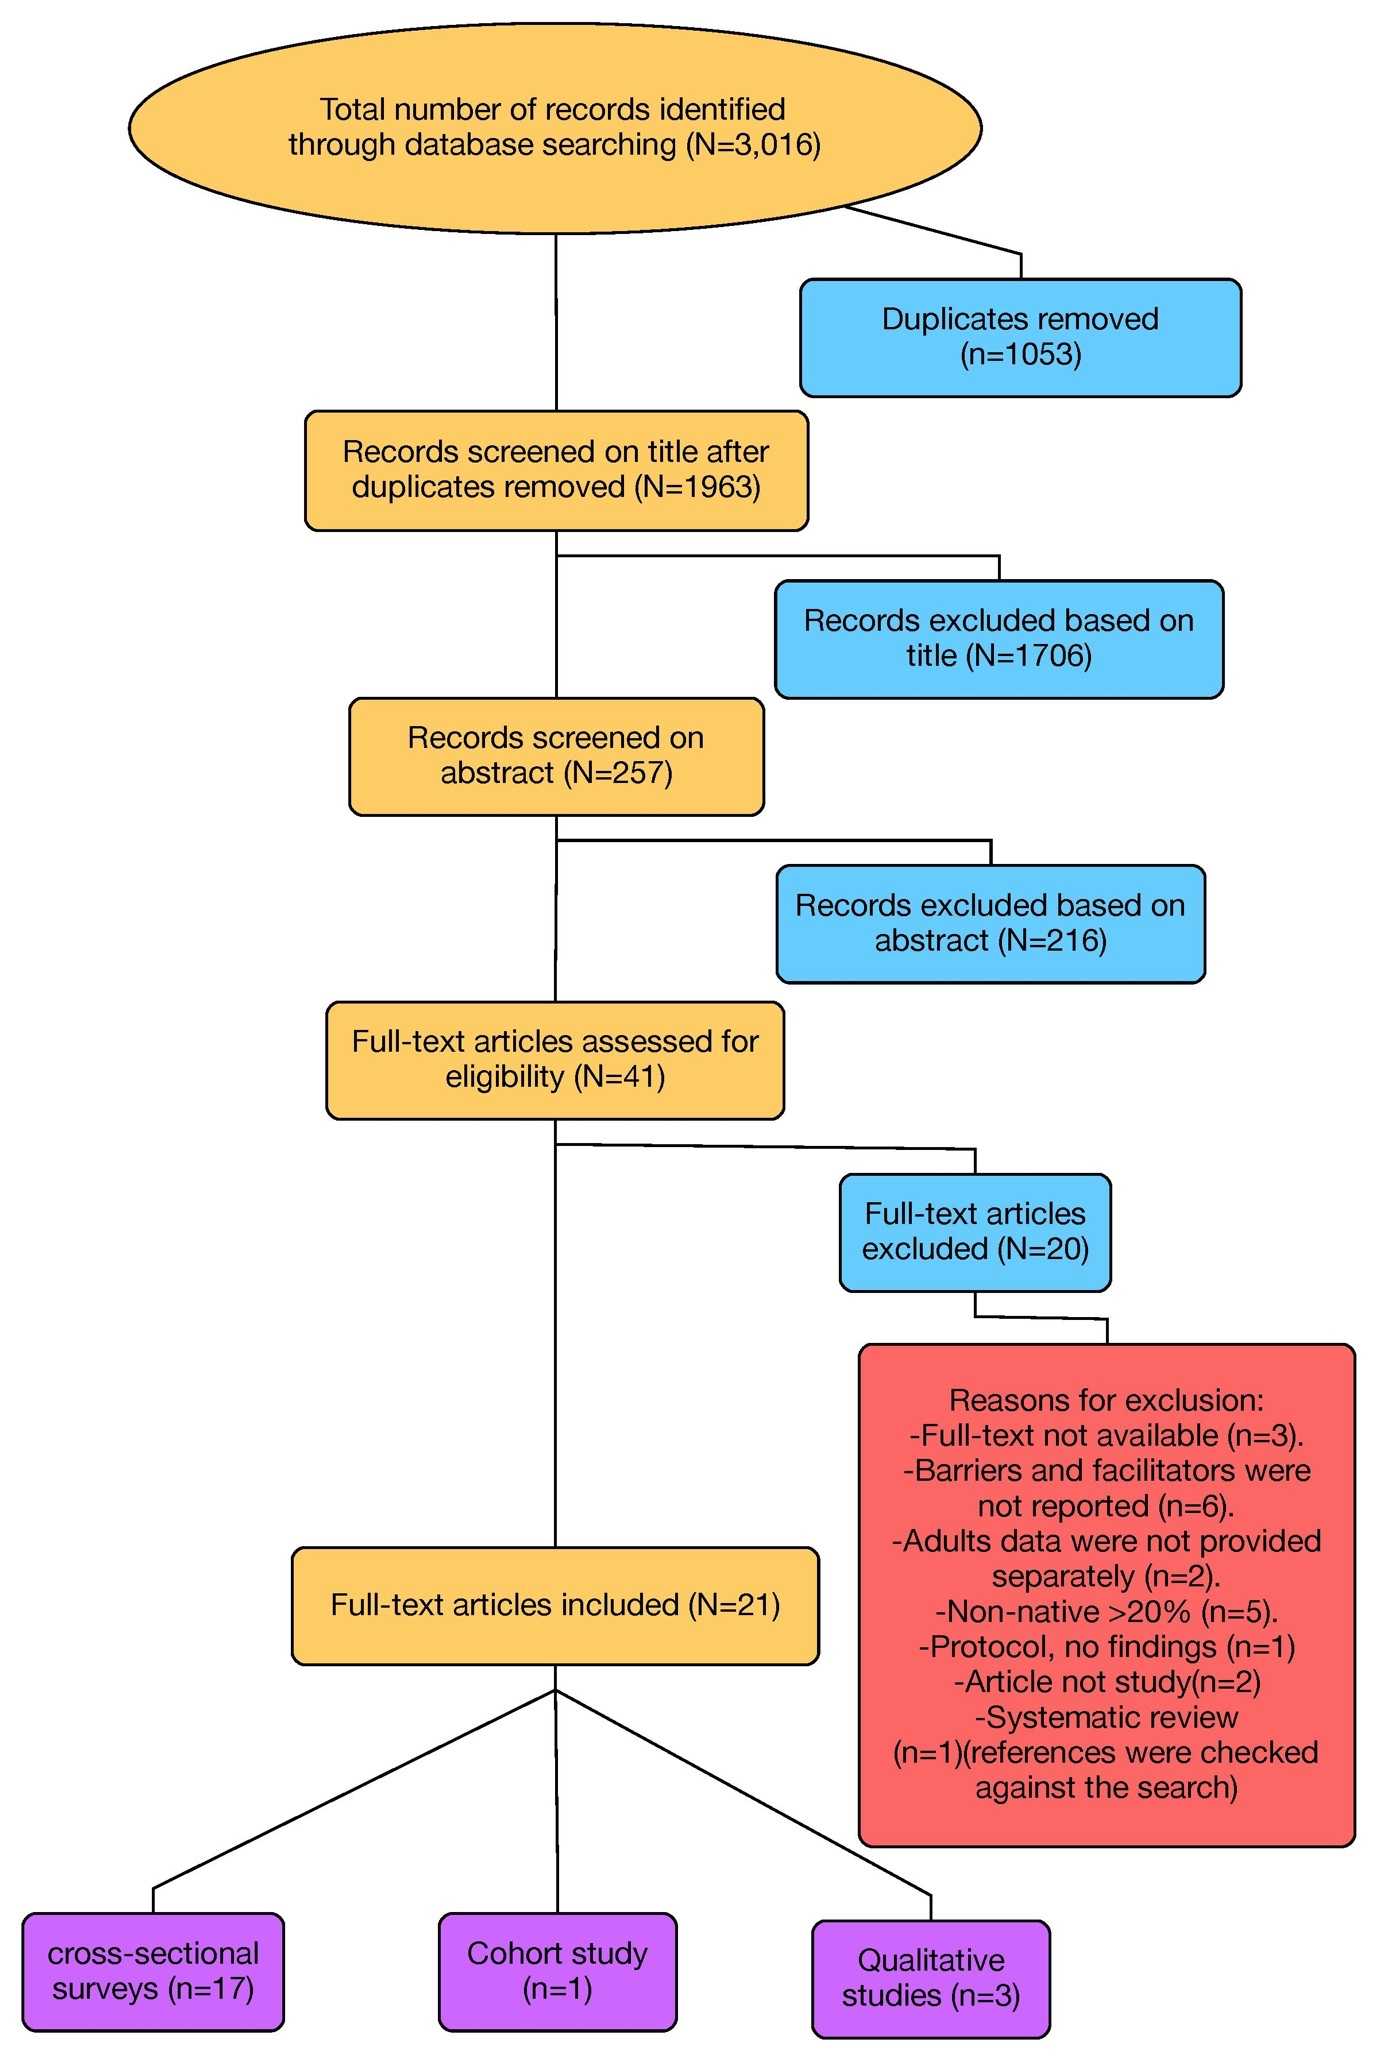 Total number of records identified
through database searching (N=3,016)
Duplicates removed
(n=1053)
Records screened on title after
duplicates removed (N=1963)
Records excluded based on
title (N=1706)
Records screened on
abstract (N=257)
Records excluded based on
abstract (N=216)
Full-text articles assessed for
eligibility (N=41)
Full-text articles
excluded (N=20)
Reasons for exclusion:
-Full-text not available (n=3).
-Barriers and facilitators were
not reported (n=6).
-Adults data were not provided
separately (n=2).
-Non-native >20% (n=5).
-Protocol, no findings (n=1)
-Article not study(n=2)
-Systematic review
(n=1)(references were checked
against the search)
Full-text articles included (N=21)
cross-sectional
surveys (n=17)
Cohort study
(n=1)
Qualitative
studies (n=3)